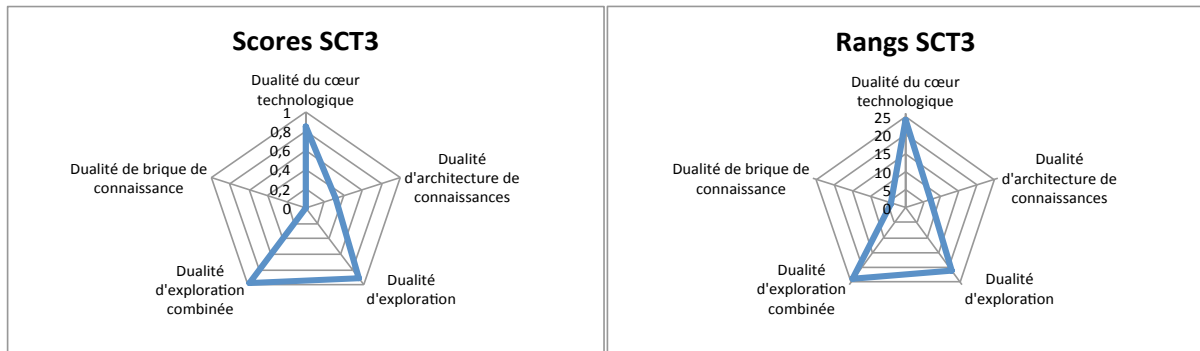 Scores SCT3
Dualité du cœur
technologique
1
0,8
0,6
0,4
0,2
0
Dualité
d'architecture de
connaissances
Dualité
d'exploration
Dualité
d'exploration
combinée
Dualité de brique de
connaissance
Rangs SCT3
Dualité du cœur
technologique
25
20
15
10
5
0
Dualité
d'architecture de
connaissances
Dualité
d'exploration
Dualité
d'exploration
combinée
Dualité de brique de
connaissance